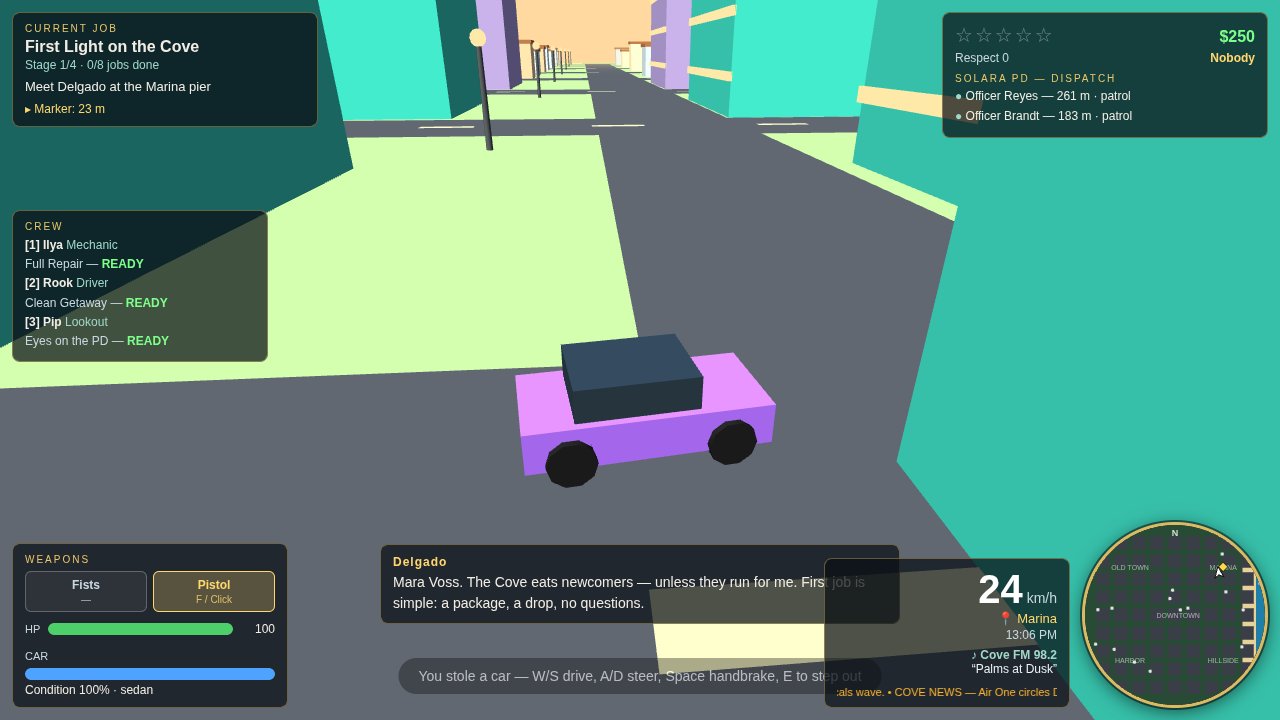 CURRENT JOB
First Light on the Cove
Stage 1/4 · 0/8 jobs done
Meet Delgado at the Marina pier
▸ Marker: 23 m
☆☆☆☆☆ $250
Respect 0 Nobody
SOLARA PD — DISPATCH
● Officer Reyes — 261 m · patrol
● Officer Brandt — 183 m · patrol
CREW
[1] Ilya Mechanic
Full Repair — READY
[2] Rook Driver
Clean Getaway — READY
[3] Pip Lookout
Eyes on the PD — READY
WEAPONS
Fists
—
Pistol
F / Click
HP 100
CAR
Condition 100% · sedan
Delgado
Mara Voss. The Cove eats newcomers — unless they run for me. First job is
simple: a package, a drop, no questions.
You stole a car — W/S drive, A/D steer, Space handbrake, E to step out
24 km/h
📍 Marina
13:06 PM
♪ Cove FM 98.2
“Palms at Dusk”
als wave. • COVE NEWS — Air One circles
N
OLD TOWN
DOWNTOWN
HARBOR
HILLSIDE